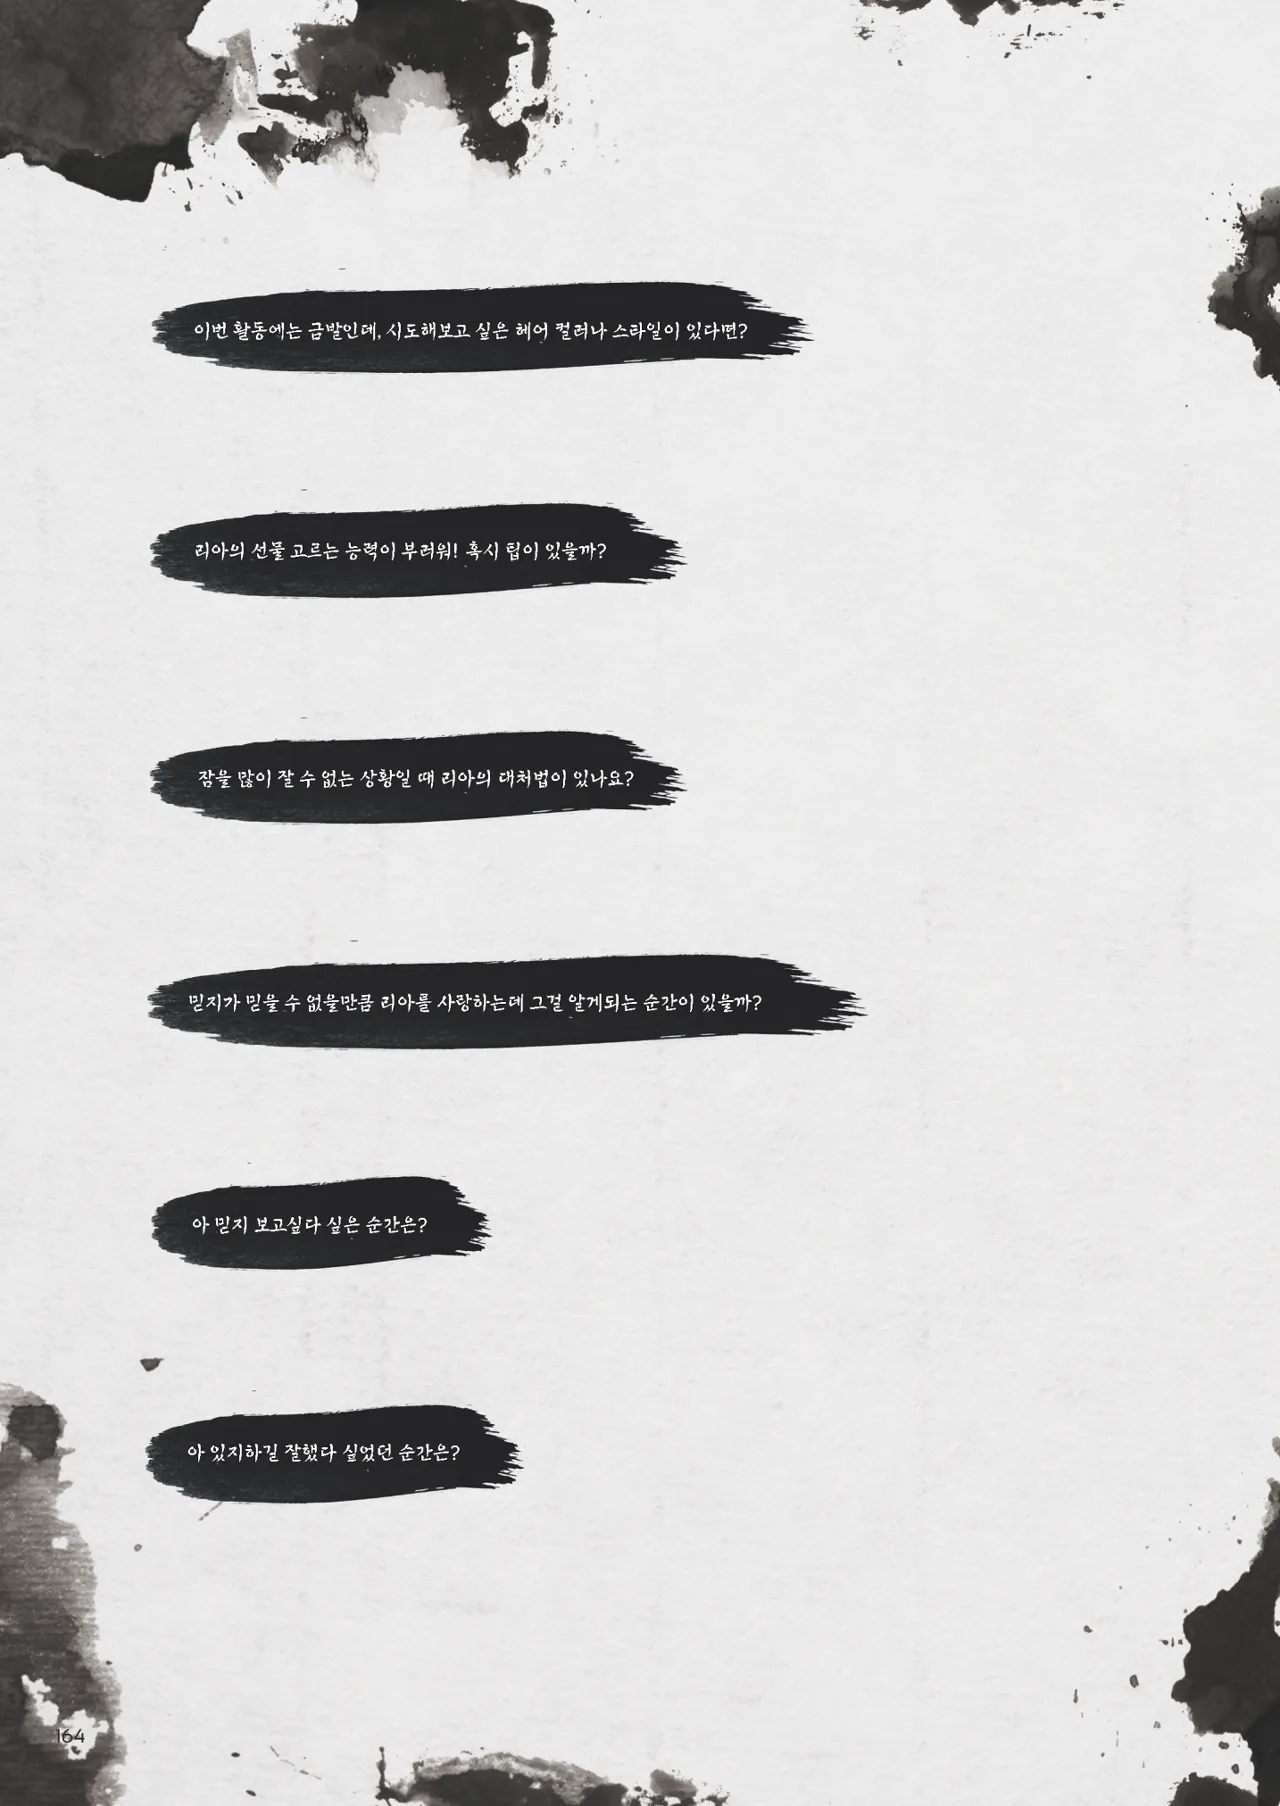 이번 활동에는 금발인데, 시도해보고 싶은 헤어 컬러나 스타일이 있다면?
리아의 선물 고르는 능력이 부러워! 혹시 팁이 있을까?
잠을 많이 잘 수 없는 상황일 때 리아의 대처법이 있나요?
믿지가 믿을 수 없을만큼 리아를 사랑하는데 그걸 알게되는 순간이 있을까?
아 믿지 보고싶다 싶은 순간은?
아 있지하길 잘했다 싶었던 순간은?
164